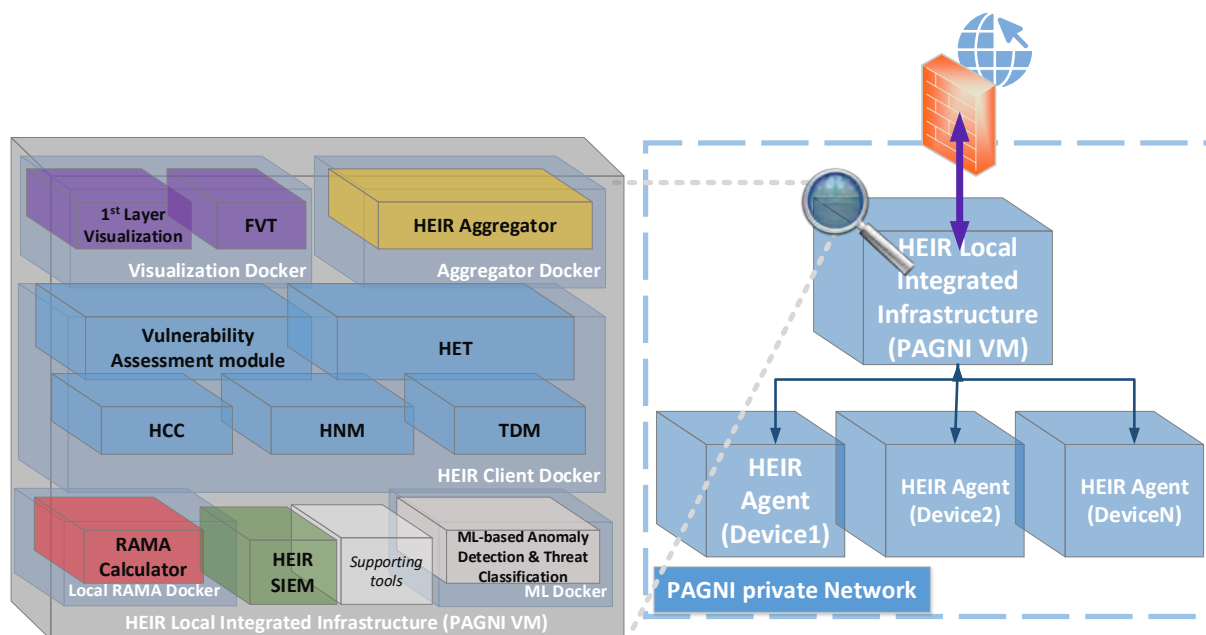 1st Layer
Visualization
FVT
Visualization Docker
HEIR Aggregator
Aggregator Docker
Vulnerability
Assessment module
HET
HCC
HNM
TDM
HEIR Client Docker
RAMA
Calculator
Local RAMA Docker
HEIR
SIEM
Supporting
tools
ML-based Anomaly
Detection & Threat
Classification
ML Docker
HEIR Local Integrated Infrastructure (PAGNI VM)
HEIR Local
Integrated
Infrastructure
(PAGNI VM)
HEIR
Agent
(Device1)
HEIR Agent
(Device2)
HEIR Agent
(DeviceN)
PAGNI private Network